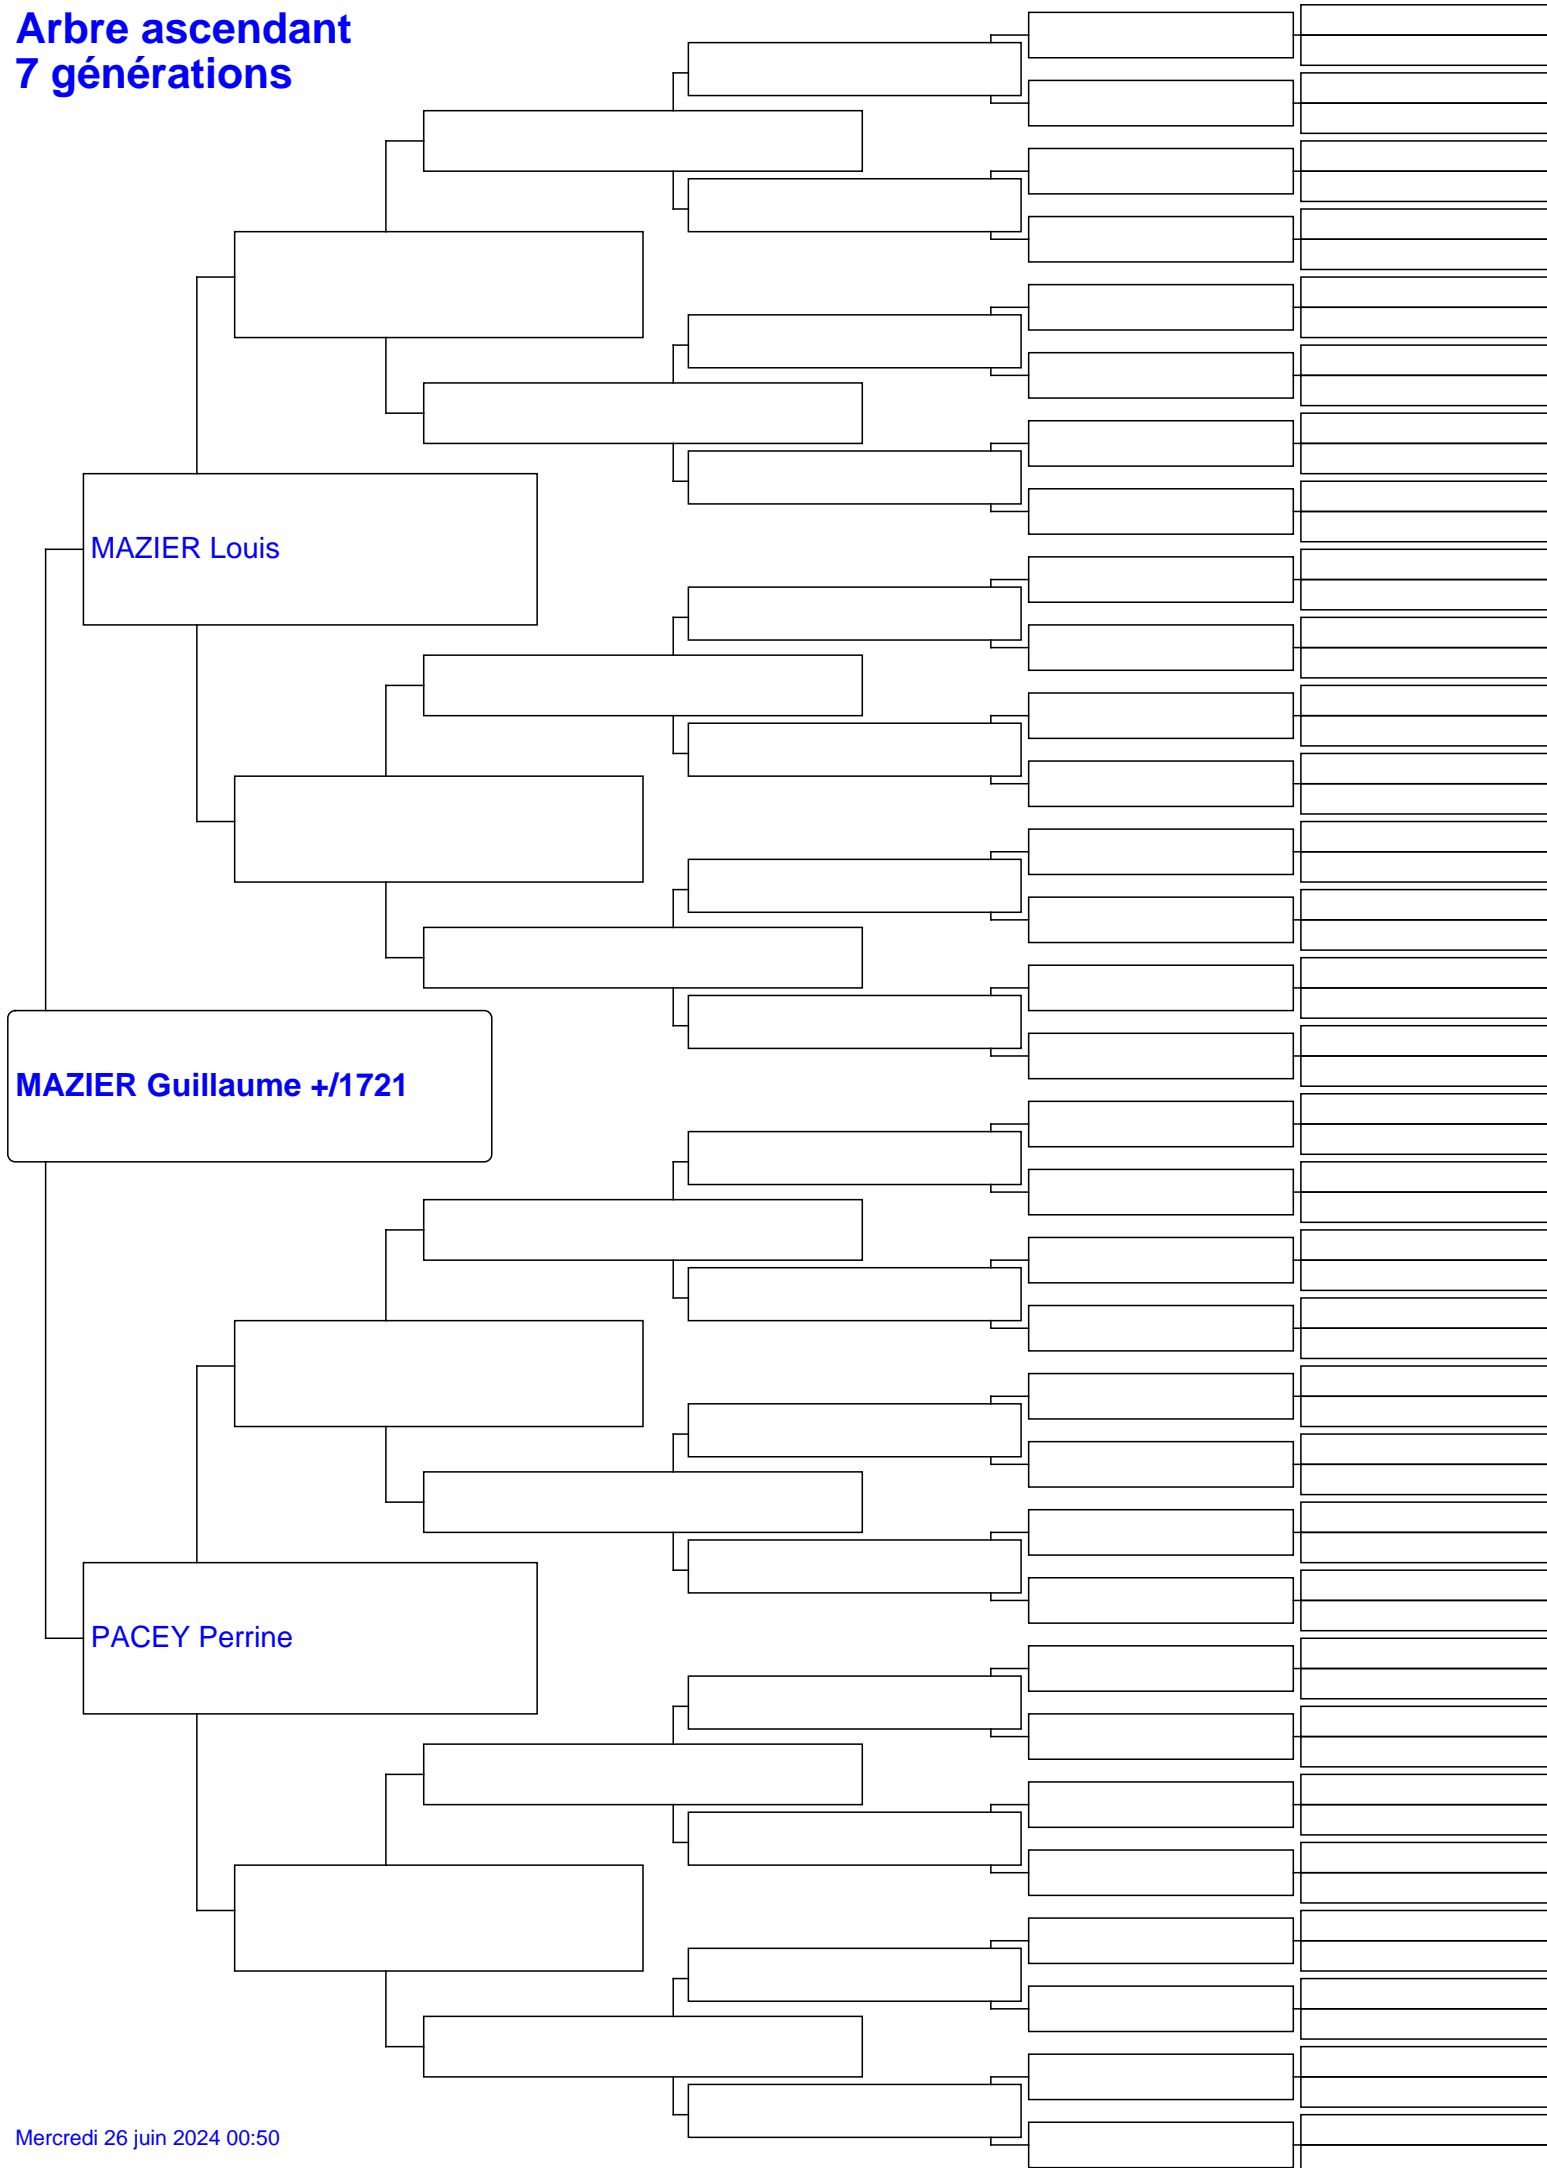 Arbre ascendant
7 générations
MAZIER Louis
MAZIER Guillaume +/1721
PACEY Perrine
Mercredi 26 juin 2024 00:50